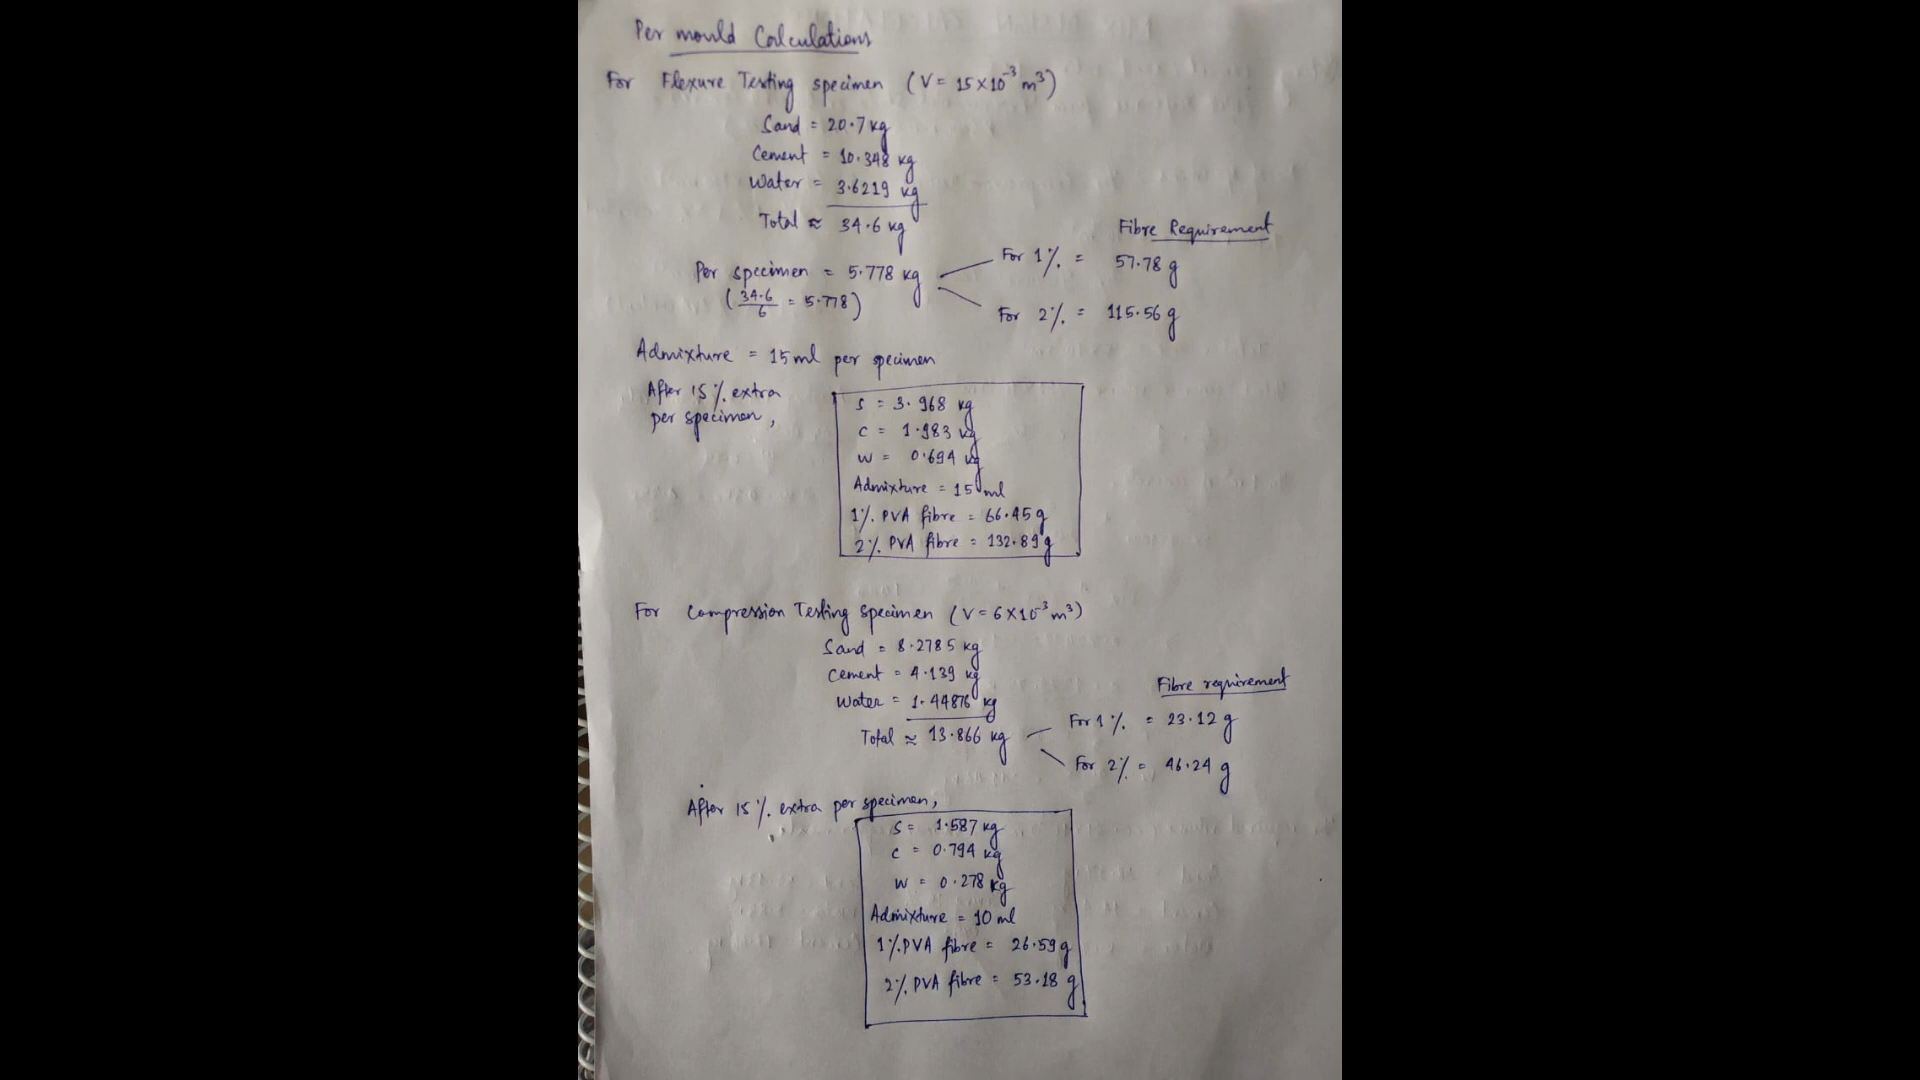 Per mould Calculations
For Flexure Testing specimen (V = 15×10⁻³ m³)
Sand = 20.7 kg
Cement = 10.348 kg
Water = 3.6219 kg
Total ≈ 34.6 kg
Fibre Requirement
Per specimen = 5.778 kg
(34.6/6 = 5.778)
For 1% = 57.78 g
For 2% = 115.56 g
Admixture = 15 ml per specimen
After 15% extra
per specimen,
S = 3.968 kg
C = 1.983 kg
W = 0.694 kg
Admixture = 15 ml
1% PVA fibre = 66.45 g
2% PVA fibre = 132.89 g
For Compression Testing Specimen (V = 6×10⁻³ m³)
Sand = 8.2785 kg
Cement = 4.139 kg
Water = 1.44876 kg
Total ≈ 13.866 kg
Fibre requirement
For 1% = 23.12 g
For 2% = 46.24 g
After 15% extra per specimen,
S = 1.587 kg
C = 0.794 kg
W = 0.278 kg
Admixture = 10 ml
1% PVA fibre = 26.59 g
2% PVA fibre = 53.18 g